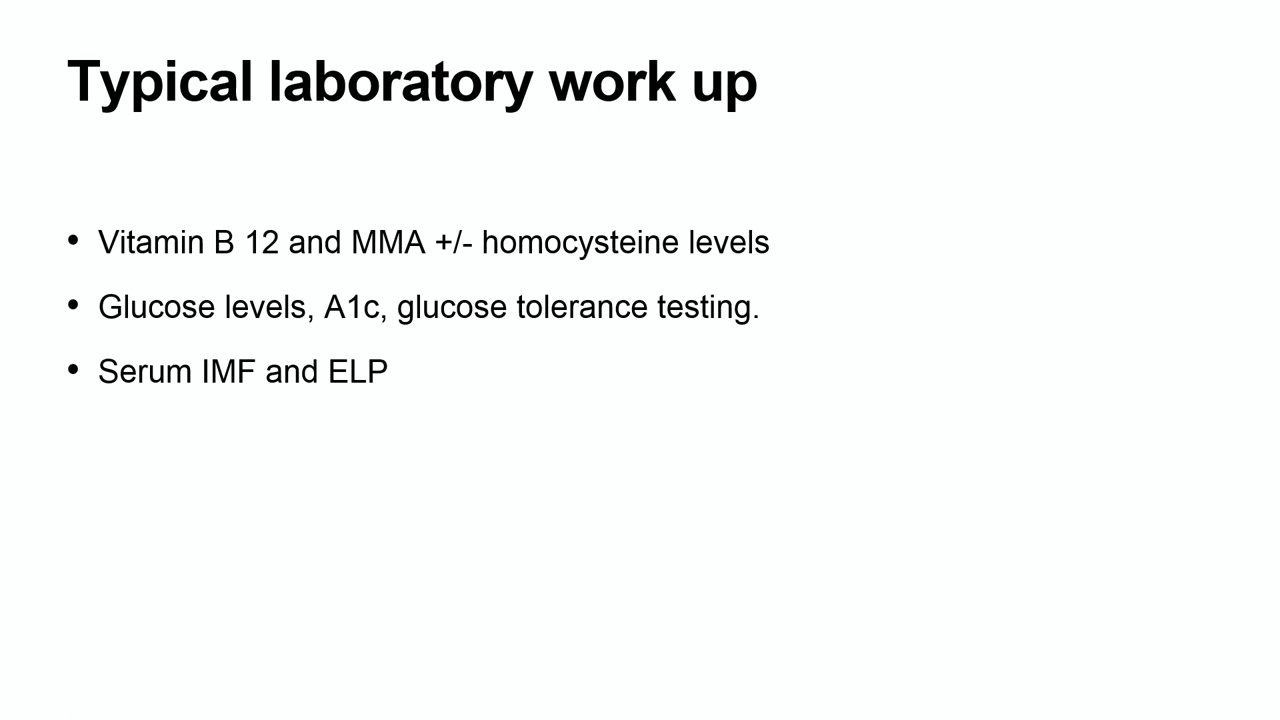 Typical laboratory work up
• Vitamin B 12 and MMA +/- homocysteine levels
• Glucose levels, A1c, glucose tolerance testing.
• Serum IMF and ELP